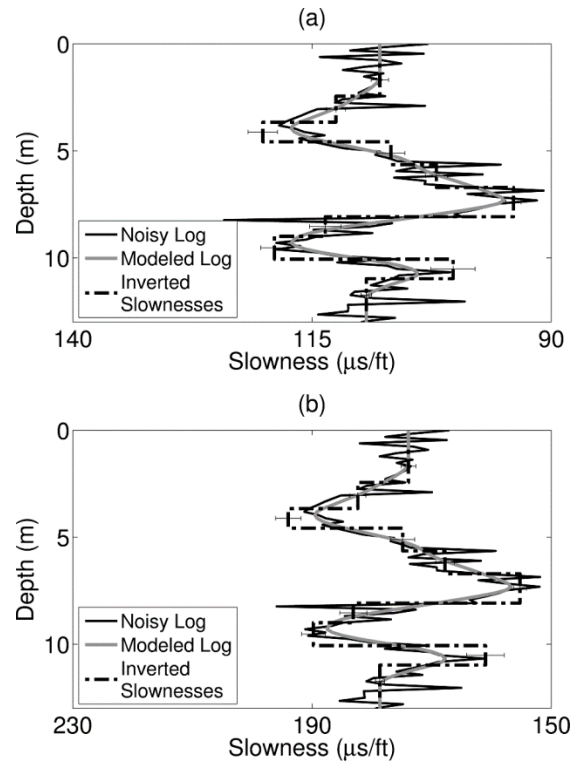 (a)
0
5
10
Depth (m)
Noisy Log
Modeled Log
Inverted
Slownesses
140 115 90
Slowness (μs/ft)
(b)
0
5
10
Depth (m)
Noisy Log
Modeled Log
Inverted
Slownesses
230 190 150
Slowness (μs/ft)